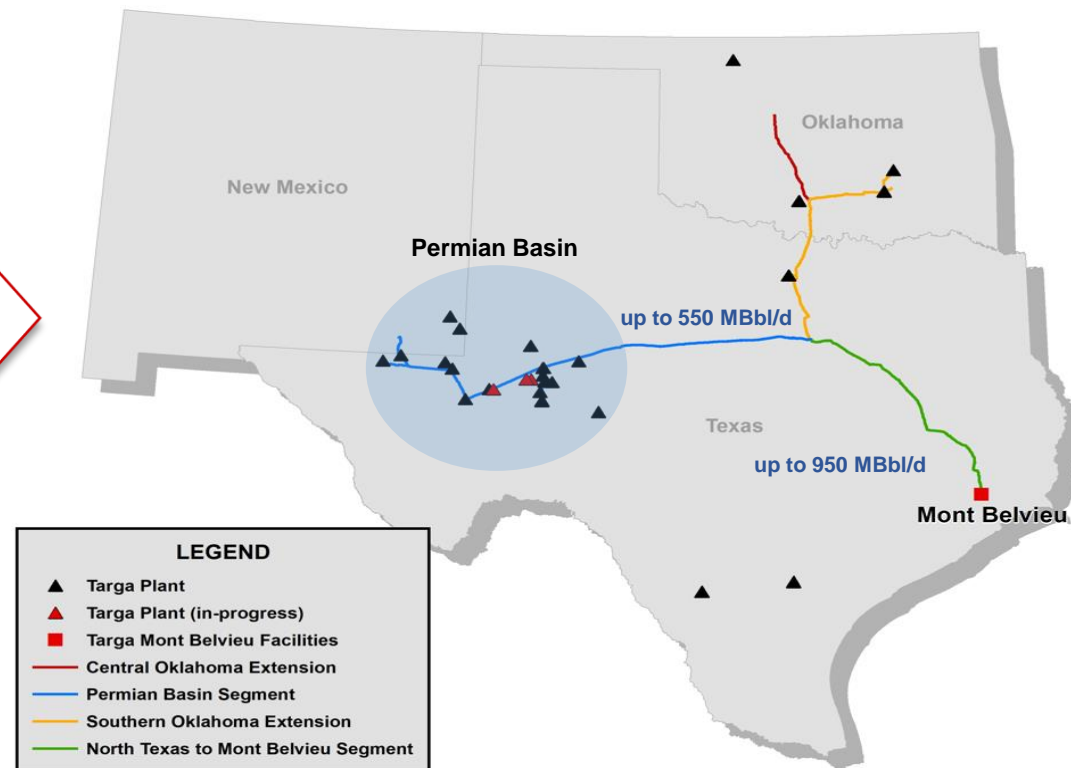 Oklahoma
New Mexico
Permian Basin
up to 550 MBbl/d
Texas
up to 950 MBbl/d
Mont Belvieu
LEGEND
Targa Plant
Targa Plant (in-progress)
Targa Mont Belvieu Facilities
Central Oklahoma Extension
Permian Basin Segment
Southern Oklahoma Extension
North Texas to Mont Belvieu Segment